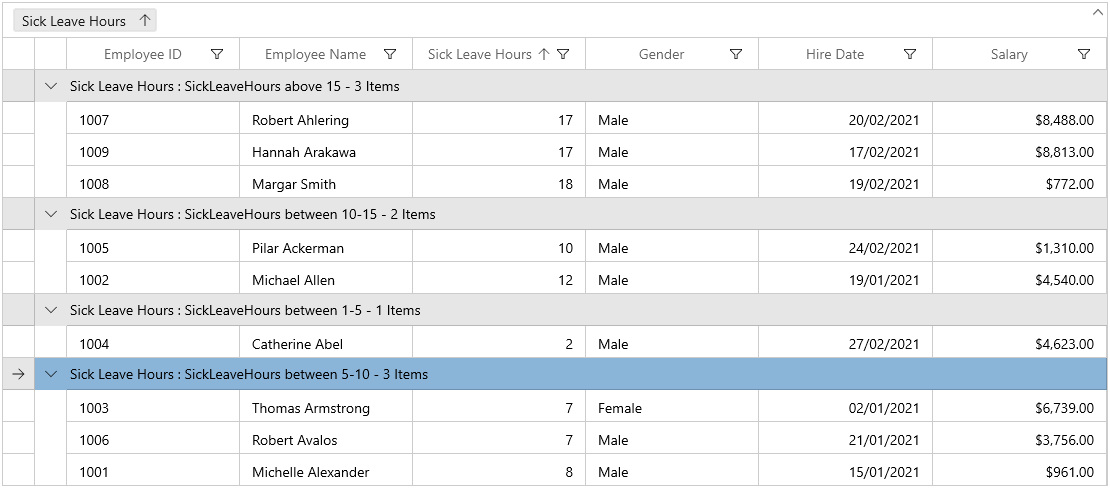 Sick Leave Hours
Employee ID Employee Name Sick Leave Hours Gender Hire Date Salary
Sick Leave Hours : SickLeaveHours above 15 - 3 Items
1007 Robert Ahlering 17 Male 20/02/2021 $8,488.00
1009 Hannah Arakawa 17 Male 17/02/2021 $8,813.00
1008 Margar Smith 18 Male 19/02/2021 $772.00
Sick Leave Hours : SickLeaveHours between 10-15 - 2 Items
1005 Pilar Ackerman 10 Male 24/02/2021 $1,310.00
1002 Michael Allen 12 Male 19/01/2021 $4,540.00
Sick Leave Hours : SickLeaveHours between 1-5 - 1 Items
1004 Catherine Abel 2 Male 27/02/2021 $4,623.00
Sick Leave Hours : SickLeaveHours between 5-10 - 3 Items
1003 Thomas Armstrong 7 Female 02/01/2021 $6,739.00
1006 Robert Avalos 7 Male 21/01/2021 $3,756.00
1001 Michelle Alexander 8 Male 15/01/2021 $961.00